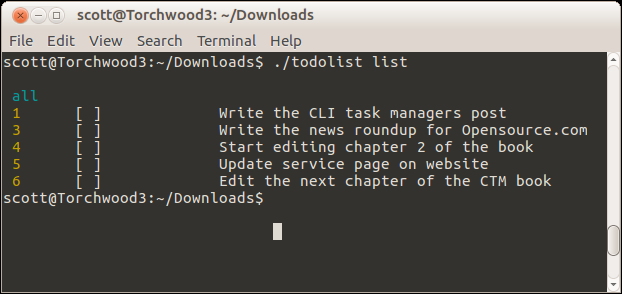 scott@Torchwood3: ~/Downloads
File Edit View Search Terminal Help
scott@Torchwood3:~/Downloads$ ./todolist list
all
1 [ ] Write the CLI task managers post
3 [ ] Write the news roundup for Opensource.com
4 [ ] Start editing chapter 2 of the book
5 [ ] Update service page on website
6 [ ] Edit the next chapter of the CTM book
scott@Torchwood3:~/Downloads$